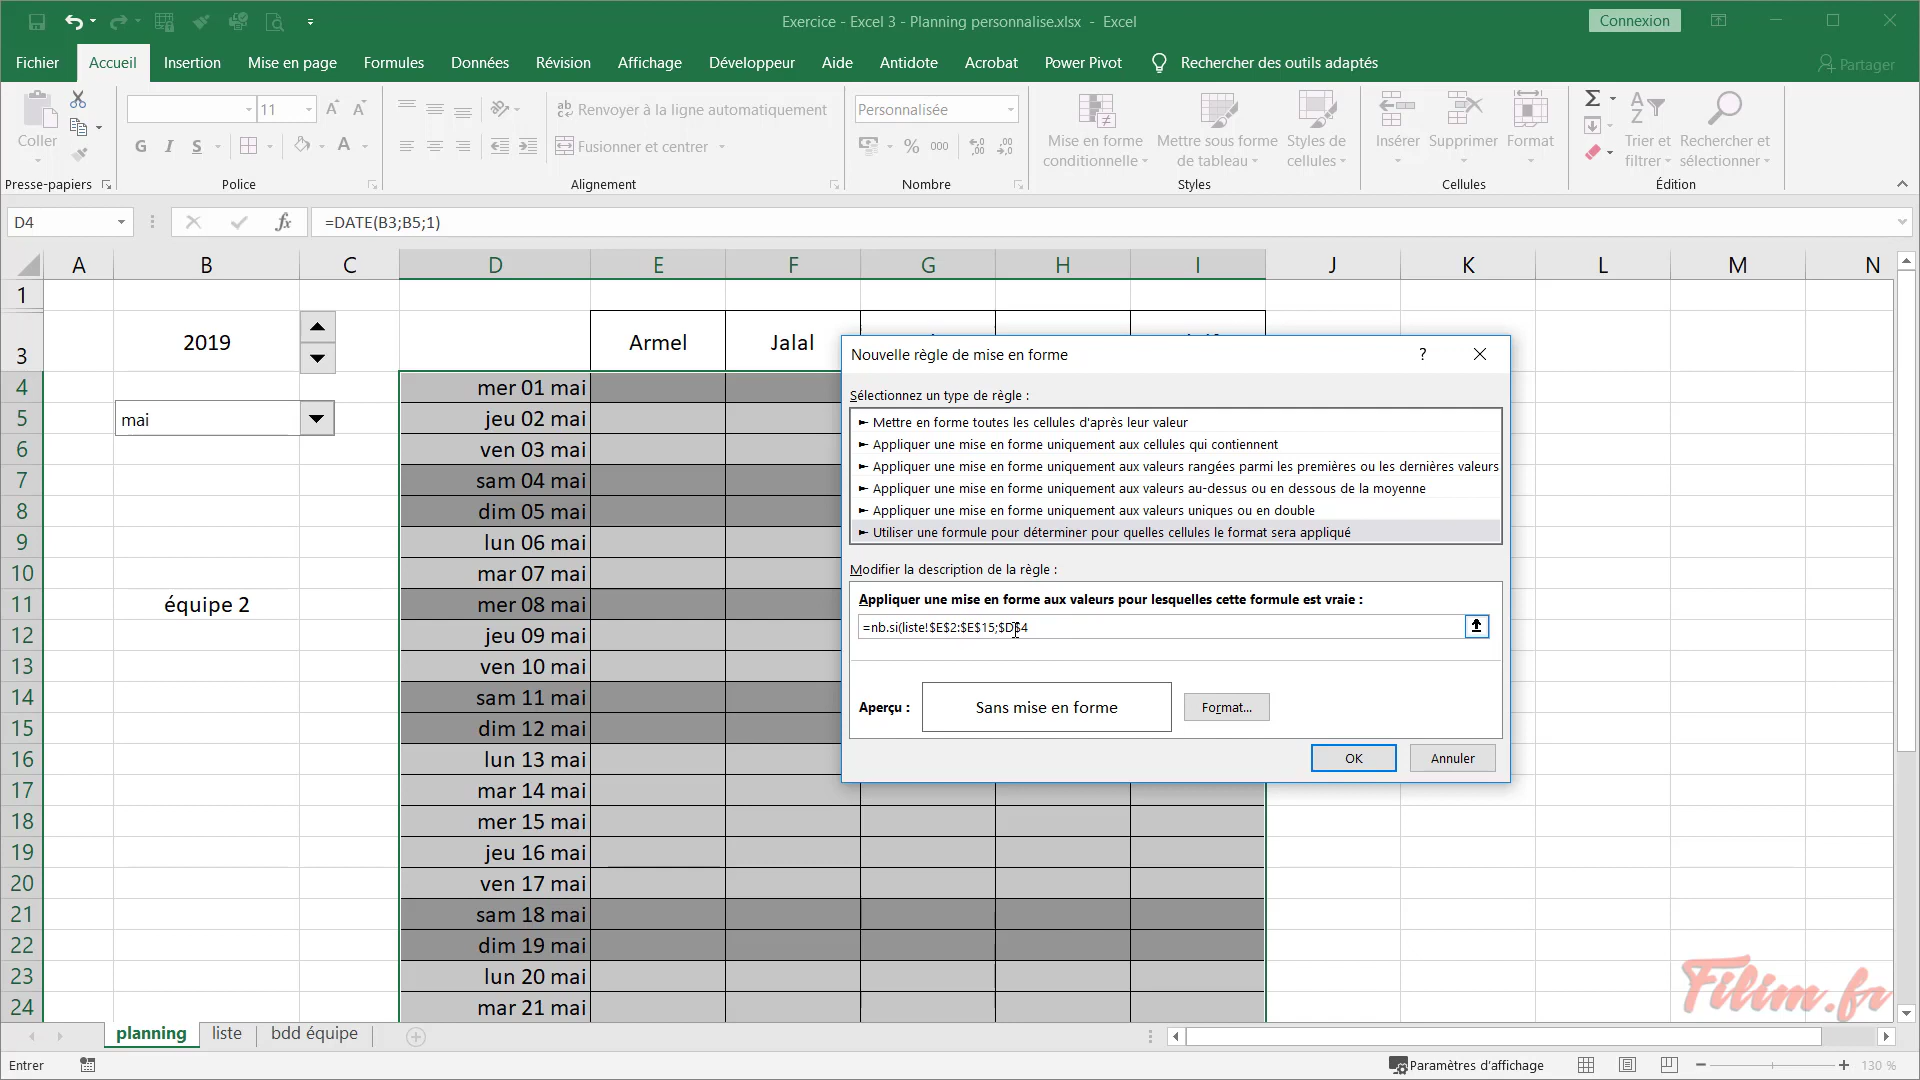 Exercice - Excel 3 - Planning personnalise.xlsx - Excel
Connexion
Fichier Accueil Insertion Mise en page Formules Données Révision Affichage Développeur Aide Antidote Acrobat Power Pivot Rechercher des outils adaptés Partager
Coller
Presse-papiers
11
G I S
Police
Renvoyer à la ligne automatiquement
Fusionner et centrer
Alignement
Personnalisée
% 000
Nombre
Mise en forme conditionnelle
Mettre sous forme de tableau
Styles de cellules
Styles
Insérer Supprimer Format
Cellules
Trier et filtrer
Rechercher et sélectionner
Édition
D4 fx =DATE(B3;B5;1)
A B C D E F G H I J K L M N
1
3 2019 Armel Jalal
4 mer 01 mai
5 mai jeu 02 mai
6 ven 03 mai
7 sam 04 mai
8 dim 05 mai
9 lun 06 mai
10 mar 07 mai
11 équipe 2 mer 08 mai
12 jeu 09 mai
13 ven 10 mai
14 sam 11 mai
15 dim 12 mai
16 lun 13 mai
17 mar 14 mai
18 mer 15 mai
19 jeu 16 mai
20 ven 17 mai
21 sam 18 mai
22 dim 19 mai
23 lun 20 mai
24 mar 21 mai
Nouvelle règle de mise en forme ?
Sélectionnez un type de règle :
► Mettre en forme toutes les cellules d'après leur valeur
► Appliquer une mise en forme uniquement aux cellules qui contiennent
► Appliquer une mise en forme uniquement aux valeurs rangées parmi les premières ou les dernières valeurs
► Appliquer une mise en forme uniquement aux valeurs au-dessus ou en dessous de la moyenne
► Appliquer une mise en forme uniquement aux valeurs uniques ou en double
► Utiliser une formule pour déterminer pour quelles cellules le format sera appliqué
Modifier la description de la règle :
Appliquer une mise en forme aux valeurs pour lesquelles cette formule est vraie :
=nb.si(liste!$E$2:$E$15;$D$4
Aperçu : Sans mise en forme Format...
OK Annuler
Filim.fr
planning liste bdd équipe
Entrer Paramètres d'affichage 130 %